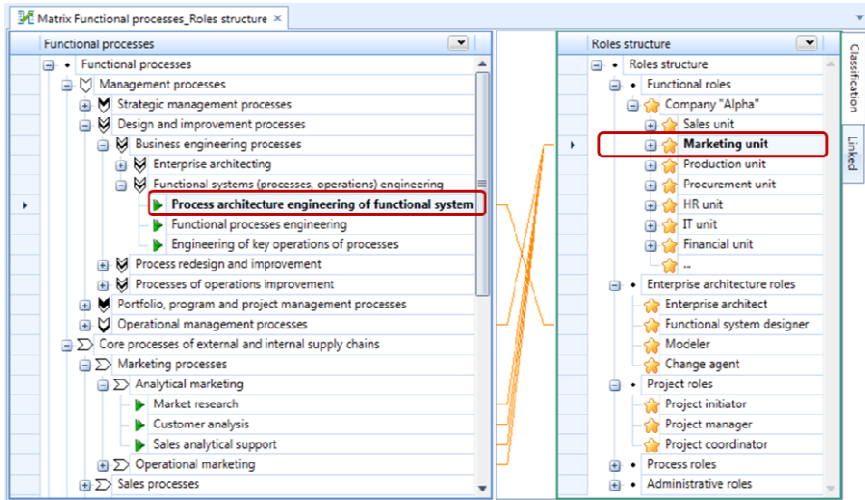 Matrix Functional processes_Roles structure ×
Functional processes
Functional processes
Management processes
Strategic management processes
Design and improvement processes
Business engineering processes
Enterprise architecting
Functional systems (processes, operations) engineering
Process architecture engineering of functional system
Functional processes engineering
Engineering of key operations of processes
Process redesign and improvement
Processes of operations improvement
Portfolio, program and project management processes
Operational management processes
Core processes of external and internal supply chains
Marketing processes
Analytical marketing
Market research
Customer analysis
Sales analytical support
Operational marketing
Sales processes
Roles structure
Roles structure
Functional roles
Company "Alpha"
Sales unit
Marketing unit
Production unit
Procurement unit
HR unit
IT unit
Financial unit
...
Enterprise architecture roles
Enterprise architect
Functional system designer
Modeler
Change agent
Project roles
Project initiator
Project manager
Project coordinator
Process roles
Administrative roles
Classification
Linked